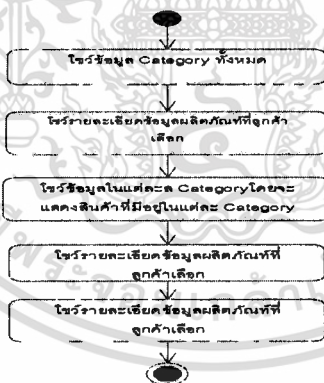 โชว์ข้อมูล Category ทั้งหมด
โชว์รายละเอียดข้อมูลผลิตภัณฑ์ที่ลูกค้า
เลือก
โชว์ข้อมูลในแต่ละล Categoryโดยจะ
แสดงสินค้าที่มีอยู่ในแต่ละ Category
โชว์รายละเอียดข้อมูลผลิตภัณฑ์ที่
ลูกค้าเลือก
โชว์รายละเอียดข้อมูลผลิตภัณฑ์ที่
ลูกค้าเลือก